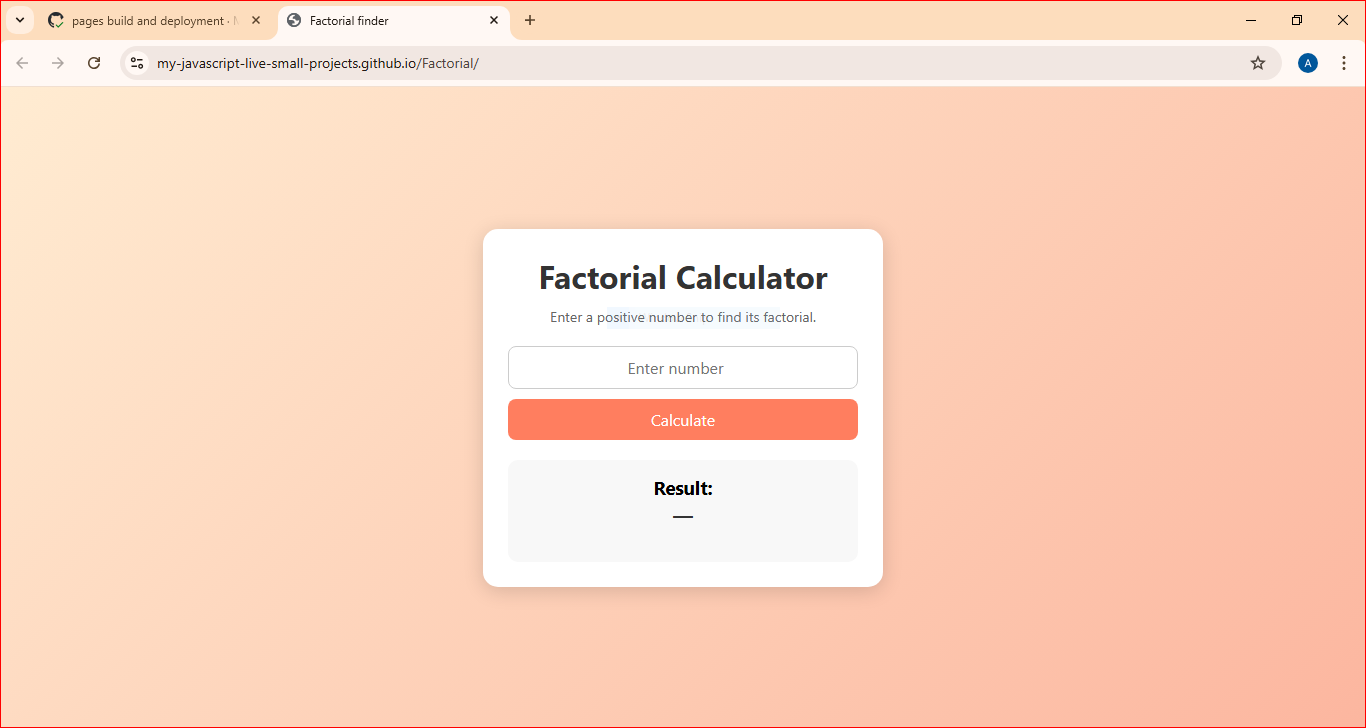 pages build and deployment ·
Factorial finder
my-javascript-live-small-projects.github.io/Factorial/
A
Factorial Calculator
Enter a positive number to find its factorial.
Enter number
Calculate
Result:
—